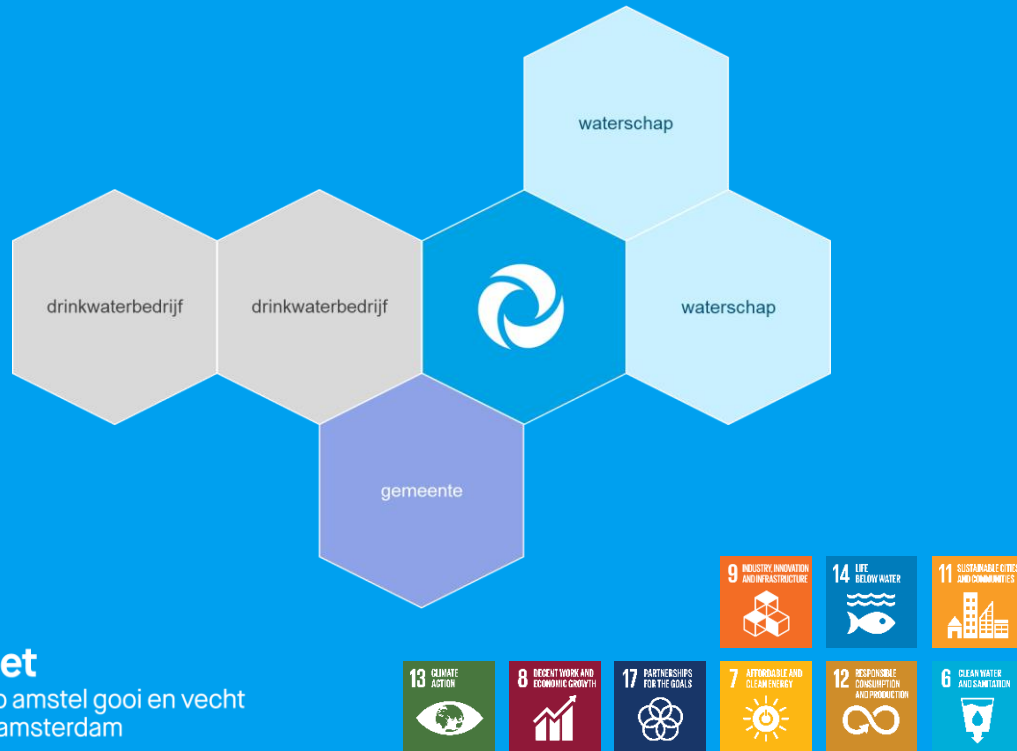 waterschap
drinkwaterbedrijf
drinkwaterbedrijf
waterschap
gemeente
9 INDUSTRY, INNOVATION
AND INFRASTRUCTURE
14 LIFE
BELOW WATER
11 SUSTAINABLE CITIES
AND COMMUNITIES
et
amstel gooi en vecht
amsterdam
13 CLIMATE
ACTION
8 DECENT WORK AND
ECONOMIC GROWTH
17 PARTNERSHIPS
FOR THE GOALS
7 AFFORDABLE AND
CLEAN ENERGY
12 RESPONSIBLE
CONSUMPTION
AND PRODUCTION
6 CLEAN WATER
AND SANITATION